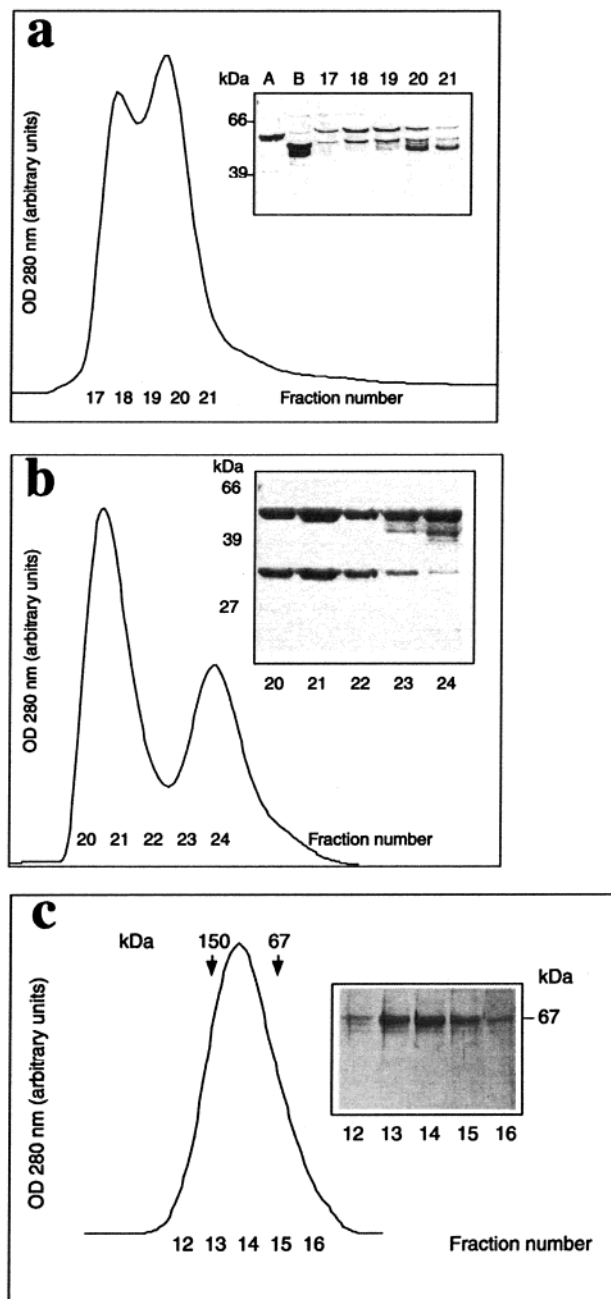 a
kDa A B 17 18 19 20 21
66
39
OD 280 nm (arbitrary units)
17 18 19 20 21 Fraction number
b
kDa
66
39
27
20 21 22 23 24
OD 280 nm (arbitrary units)
20 21 22 23 24 Fraction number
c
kDa 150 67
kDa
67
12 13 14 15 16
OD 280 nm (arbitrary units)
12 13 14 15 16 Fraction number